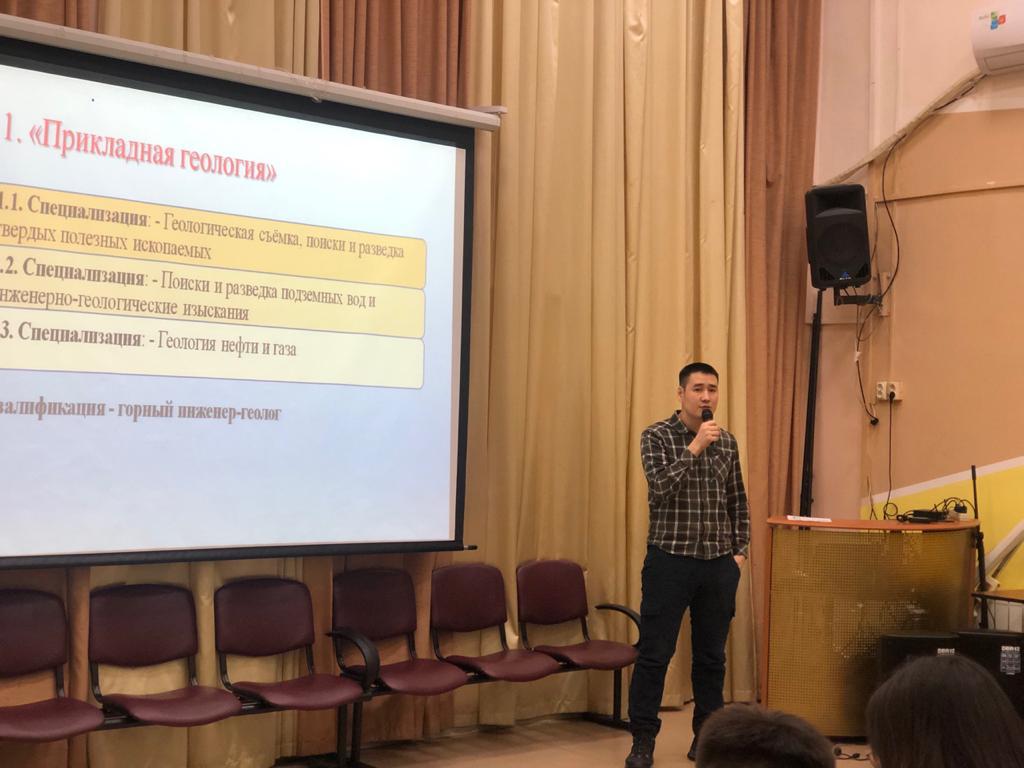 1. «Прикладная геология»
1.1. Специализация: - Геологическая съёмка, поиски и разведка
твердых полезных ископаемых
.2. Специализация: - Поиски и разведка подземных вод и
нженерно-геологические изыскания
.3. Специализация: - Геология нефти и газа
валификация - горный инженер-геолог